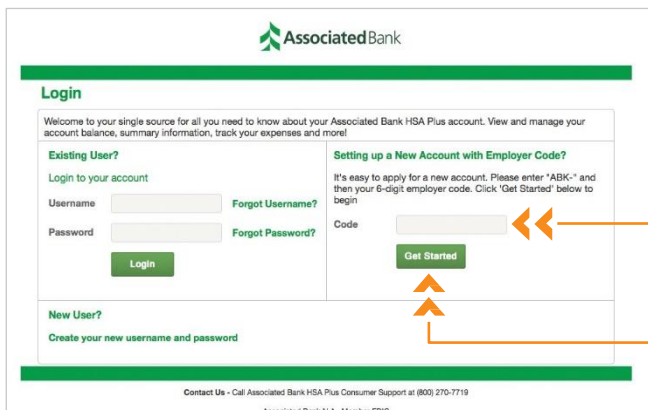 Associated Bank
Login
Welcome to your single source for all you need to know about your Associated Bank HSA Plus account. View and manage your
account balance, summary information, track your expenses and more!
Existing User?
Login to your account
Username
Forgot Username?
Password
Forgot Password?
Login
Setting up a New Account with Employer Code?
It's easy to apply for a new account. Please enter "ABK-" and
then your 6-digit employer code. Click 'Get Started' below to
begin
Code
Get Started
New User?
Create your new username and password
Contact Us - Call Associated Bank HSA Plus Consumer Support at (800) 270-7719
Associated Bank N.A. Member FDIC